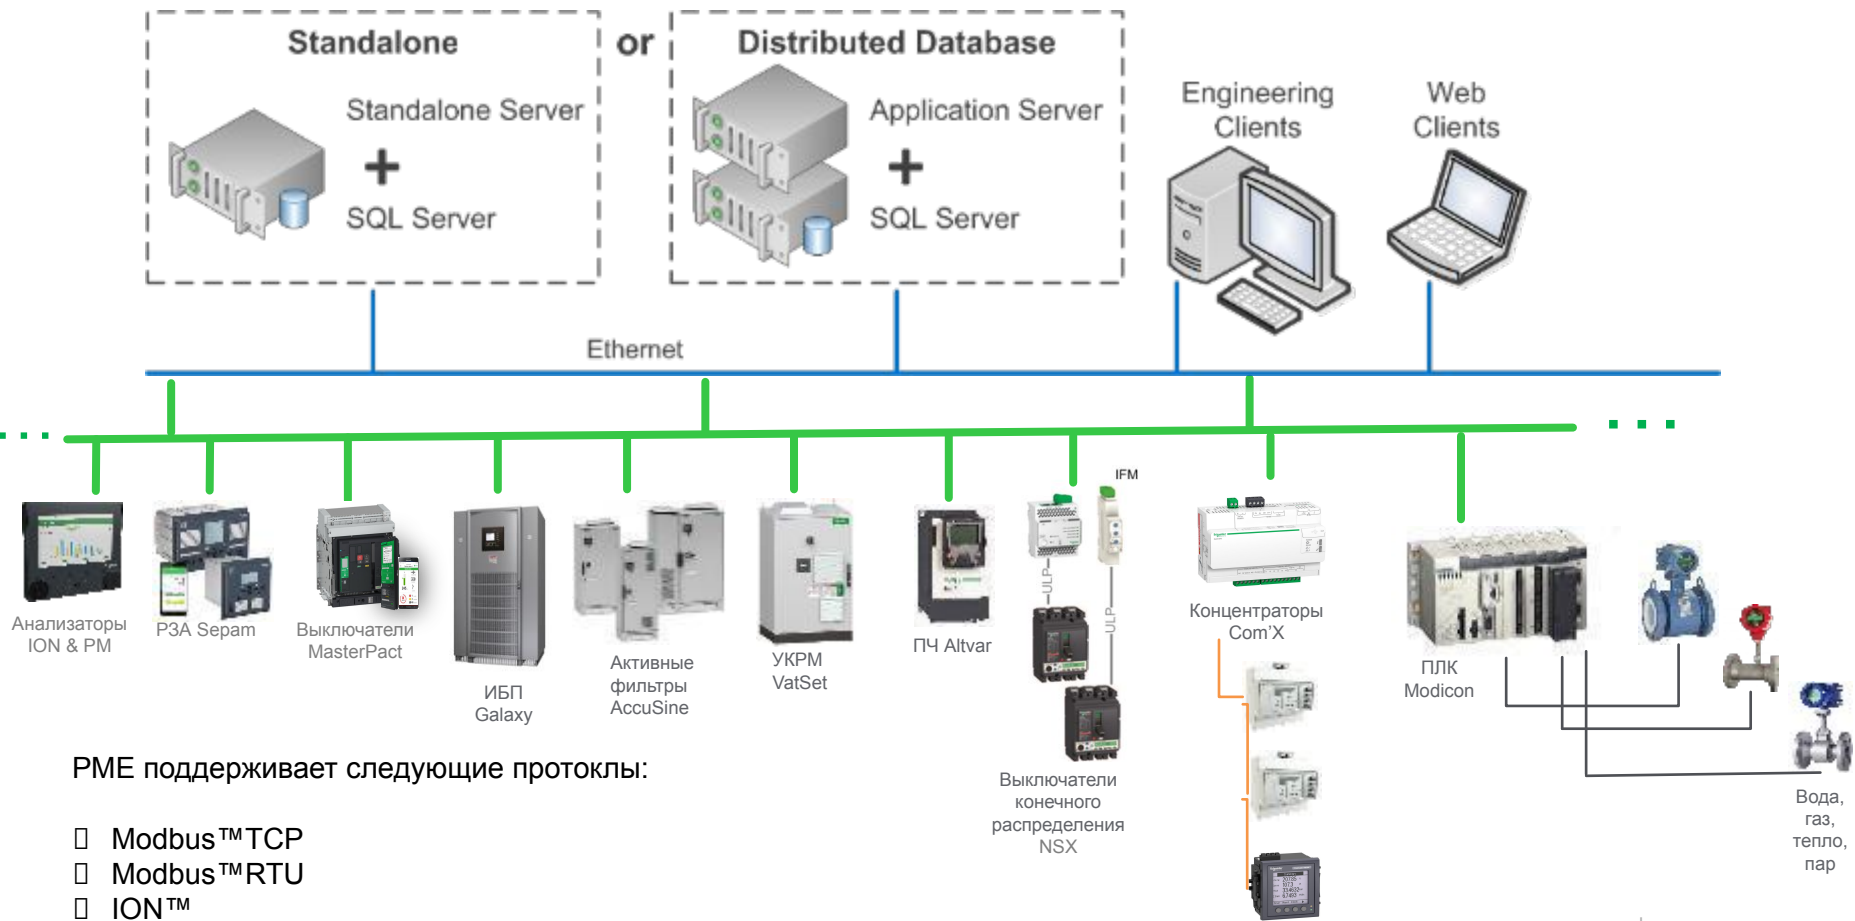 Standalone
or
Distributed Database
Standalone Server
+
SQL Server
Application Server
+
SQL Server
Engineering
Clients
Web
Clients
Ethernet
IFM
ULP
ULP
Анализаторы
ION & PM
РЗА Sepam
Выключатели
MasterPact
ИБП
Galaxy
Активные
фильтры
AccuSine
УКРМ
VatSet
ПЧ Altvar
Выключатели
конечного
распределения
NSX
Концентраторы
Com'X
ПЛК
Modicon
Вода,
газ,
тепло,
пар
PME поддерживает следующие протоклы:
Modbus™TCP
Modbus™RTU
ION™